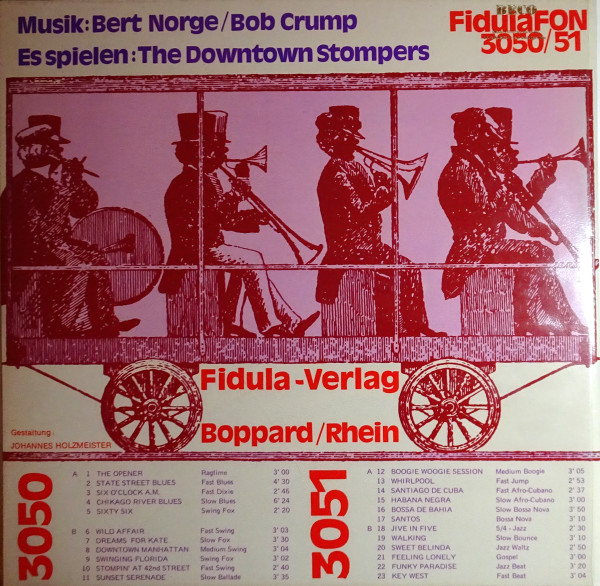 Musik: Bert Norge/Bob Crump
Es spielen: The Downtown Stompers
FidulaFON
3050/51
Fidula-Verlag
Boppard/Rhein
Gestaltung:
JOHANNES HOLZMEISTER
3050
A 1 THE OPENER Ragtime 3' 00
2 STATE STREET BLUES Fast Blues 4' 30
3 SIX O'CLOCK A.M. Fast Dixie 2' 46
4 CHIKAGO RIVER BLUES Slow Blues 6' 24
5 SIXTY SIX Swing Fox 2' 20
B 6 WILD AFFAIR Fast Swing 3' 03
7 DREAMS FOR KATE Slow Fox 3' 30
8 DOWNTOWN MANHATTAN Medium Swing 3' 04
9 SWINGING FLORIDA Swing Fox 3' 02
10 STOMPIN' AT 42nd STREET Fast Swing 2' 40
11 SUNSET SERENADE Slow Ballade 3' 35
3051
A 12 BOOGIE WOOGIE SESSION Medium Boogie 3' 05
13 WHIRLPOOL Fast Jump 2' 53
14 SANTIAGO DE CUBA Fast Afro-Cubano 2' 37
15 HABANA NEGRA Slow Afro-Cubano 3' 00
16 BOSSA DE BAHIA Slow Bossa Nova 3' 50
17 SANTOS Bossa Nova 3' 10
B 18 JIVE IN FIVE 5/4 - Jazz 2' 30
19 WALKING Slow Bounce 3' 10
20 SWEET BELINDA Jazz Waltz 2' 50
21 FEELING LONELY Gospel 3' 00
22 FUNKY PARADISE Jazz Beat 3' 20
23 KEY WEST Fast Beat 3' 04